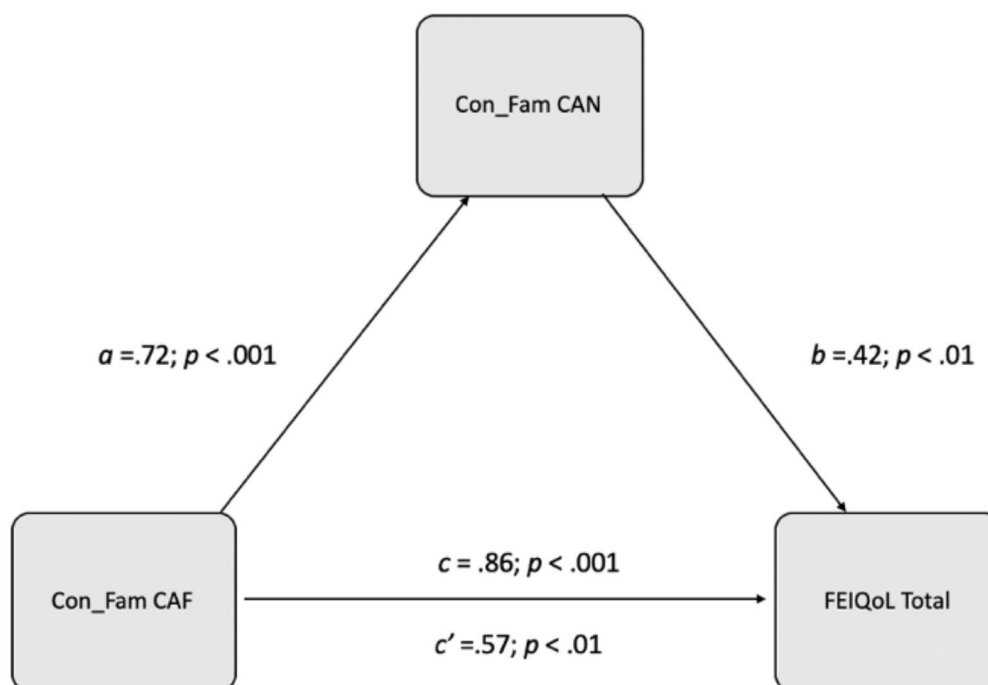 Con_Fam CAN
a =.72; p < .001
b =.42; p < .01
c = .86; p < .001
Con_Fam CAF
FEIQoL Total
c’ =.57; p < .01